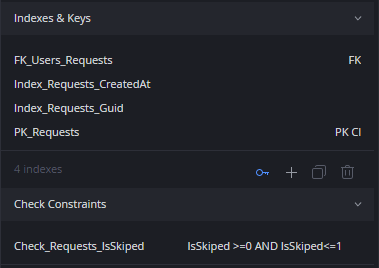 Indexes & Keys
FK_Users_Requests FK
Index_Requests_CreatedAt
Index_Requests_Guid
PK_Requests PK CI
4 indexes
Check Constraints
Check_Requests_IsSkiped IsSkiped >=0 AND IsSkiped<=1